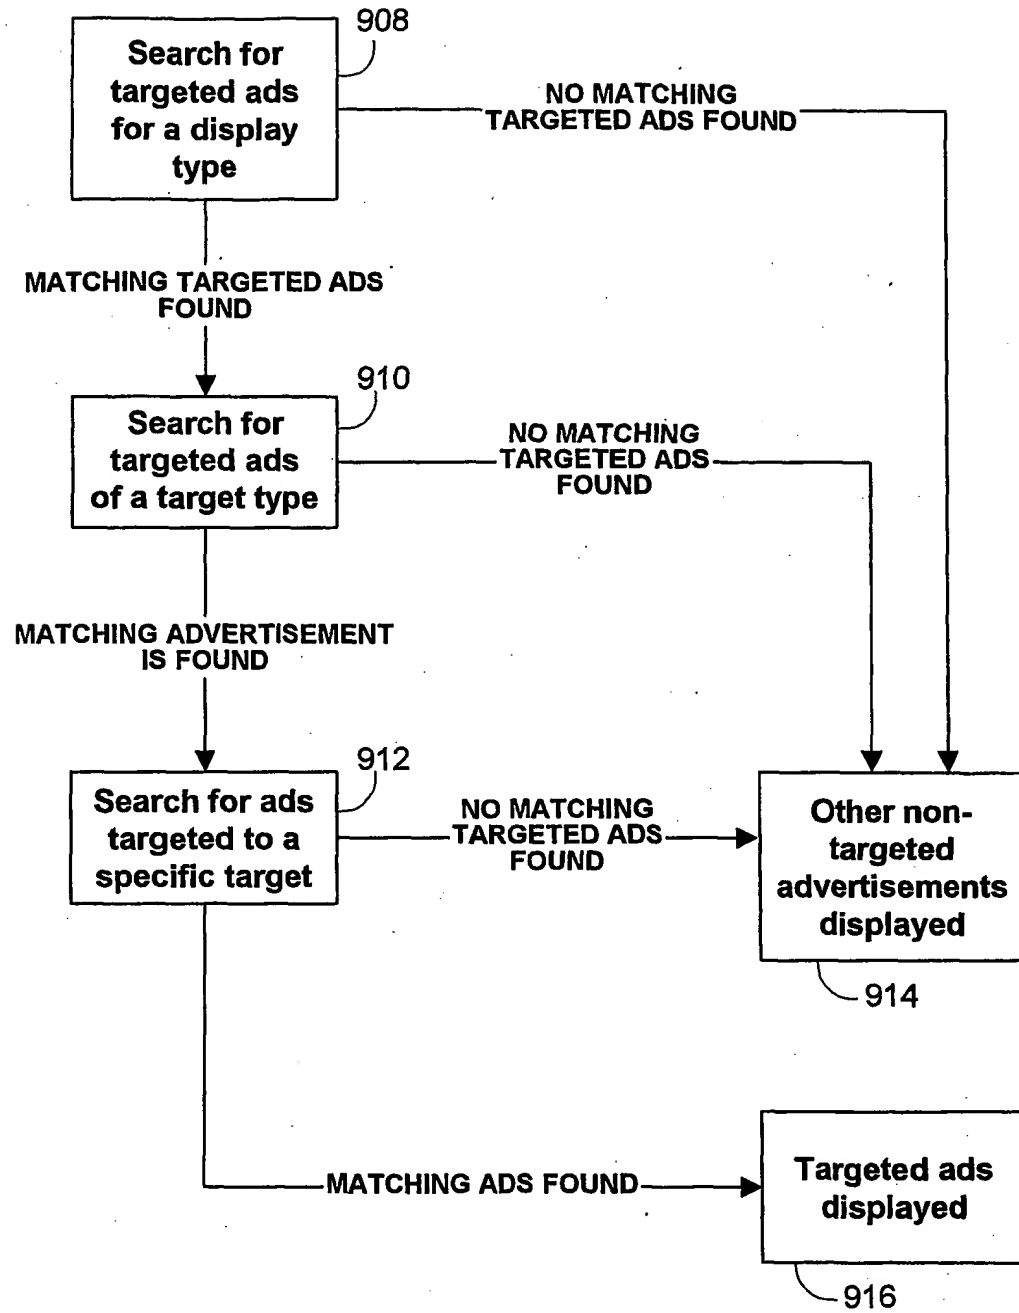 908
Search for
targeted ads
for a display
type
NO MATCHING
TARGETED ADS FOUND
MATCHING TARGETED ADS
FOUND
910
Search for
targeted ads
of a target type
NO MATCHING
TARGETED ADS
FOUND
MATCHING ADVERTISEMENT
IS FOUND
912
Search for ads
targeted to a
specific target
NO MATCHING
TARGETED ADS
FOUND
Other non-
targeted
advertisements
displayed
914
MATCHING ADS FOUND
Targeted ads
displayed
916